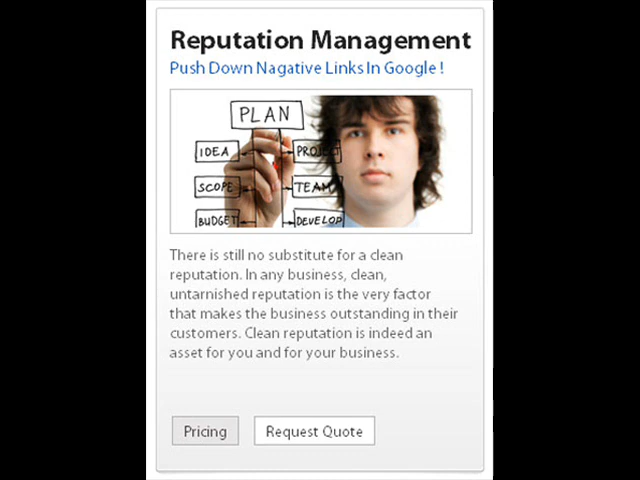 Reputation Management
Push Down Nagative Links In Google !
PLAN
IDEA
PROJECT
SCOPE
TEAM
BUDGET
DEVELOP
There is still no substitute for a clean
reputation. In any business, clean,
untarnished reputation is the very factor
that makes the business outstanding in their
customers. Clean reputation is indeed an
asset for you and for your business.
Pricing
Request Quote